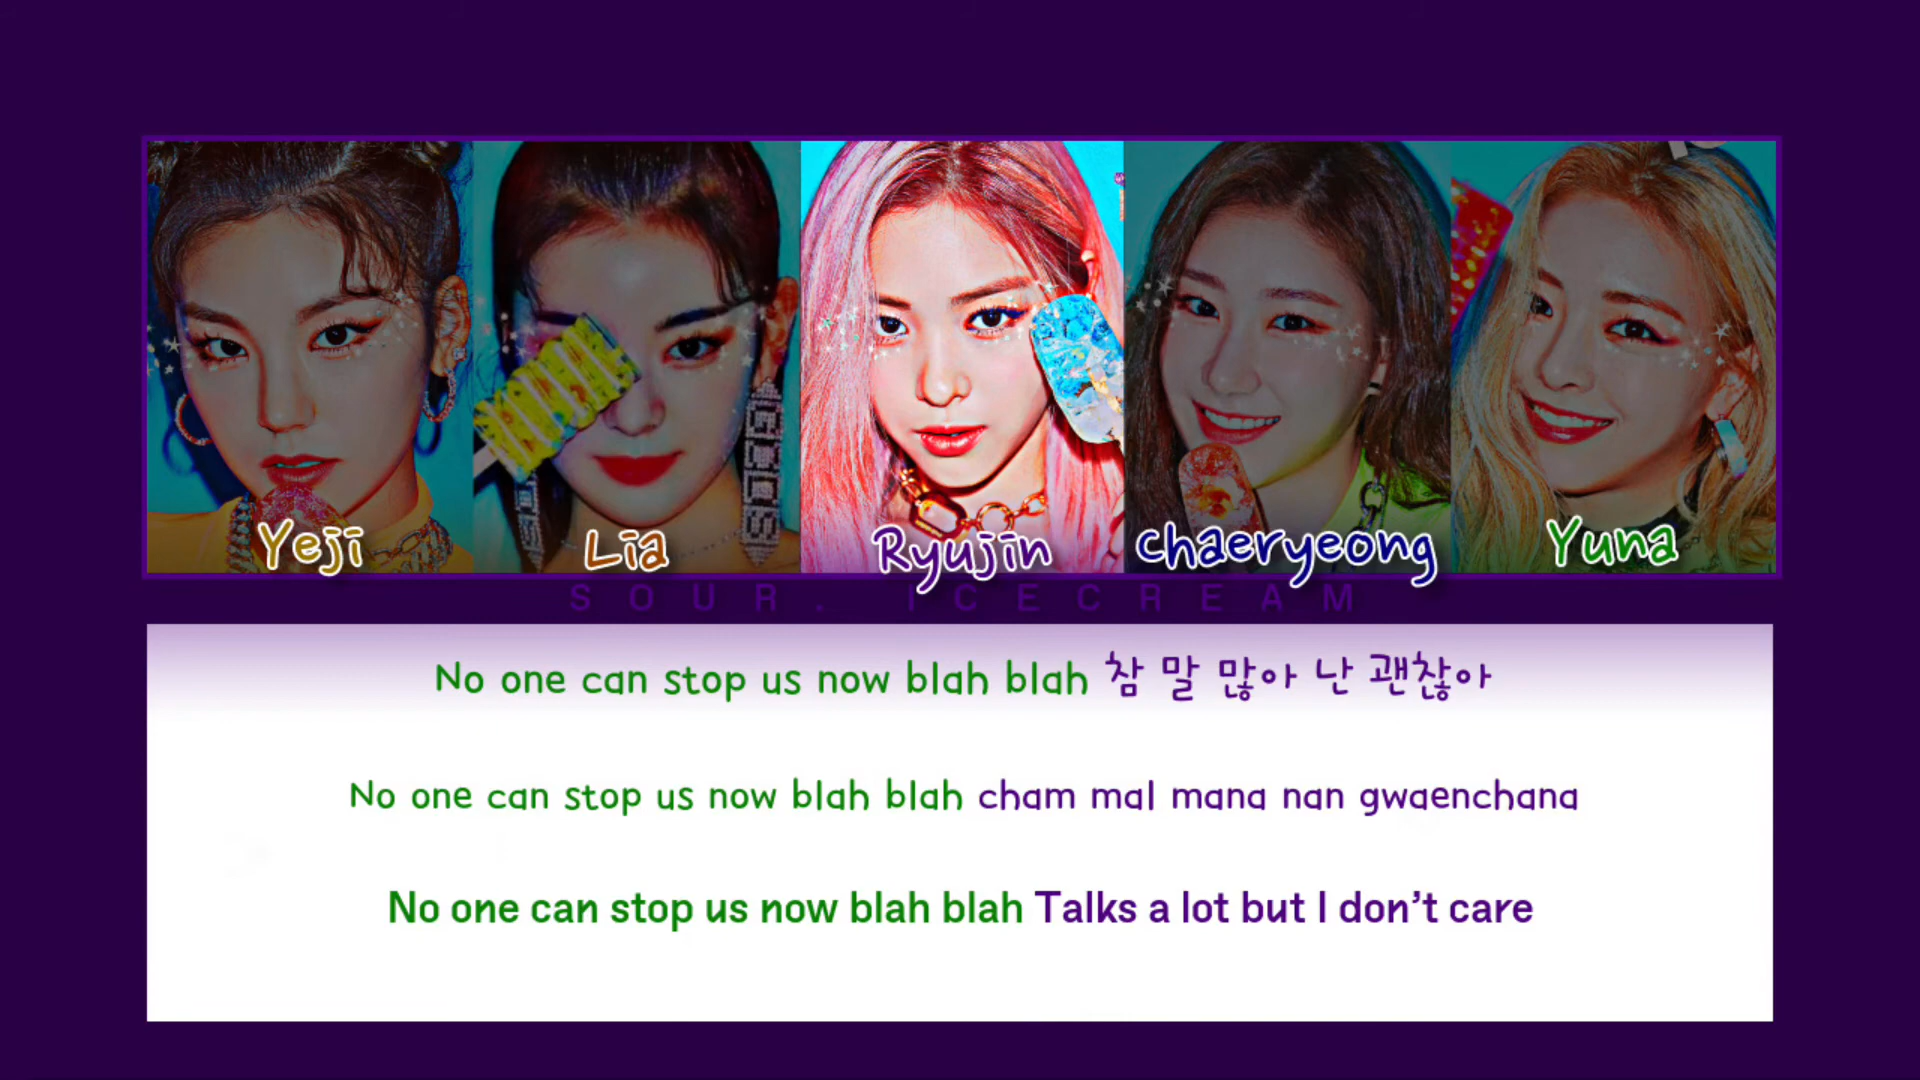 Yeji Lia Ryujin chaeryeong Yuna
SOUR. ICECREAM
No one can stop us now blah blah 참 말 많아 난 괜찮아
No one can stop us now blah blah cham mal mana nan gwaenchana
No one can stop us now blah blah Talks a lot but I don’t care